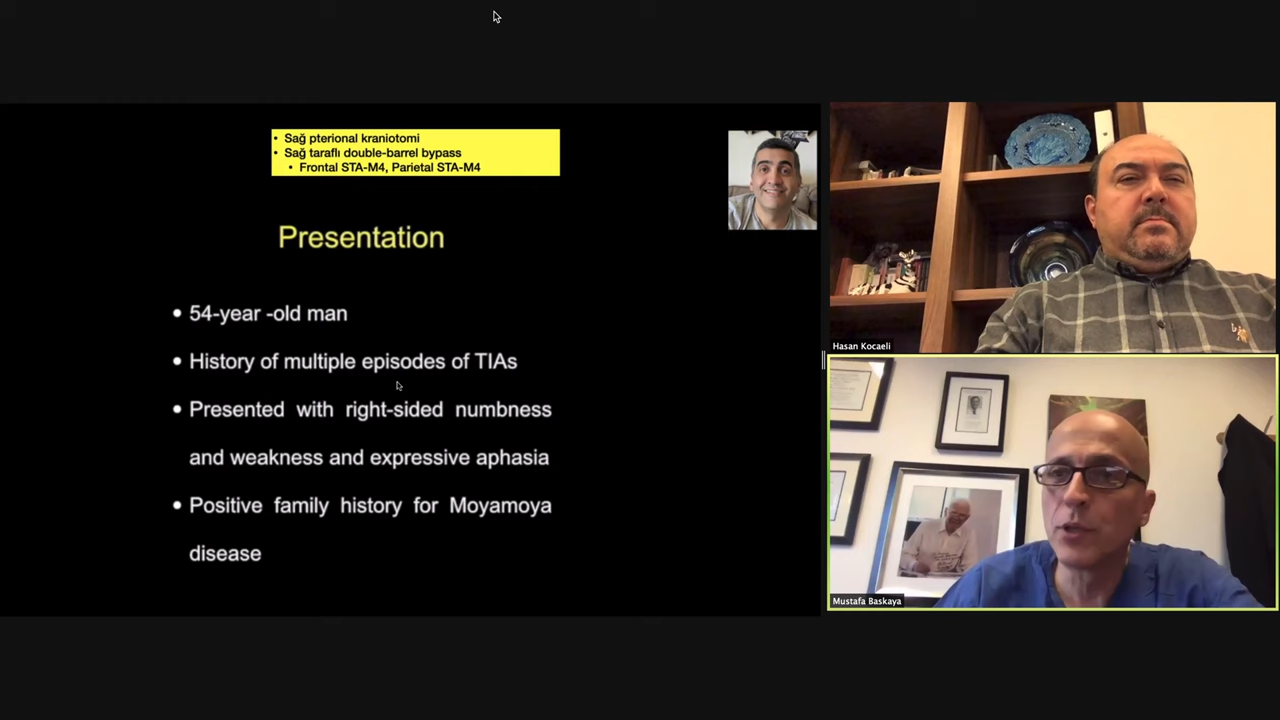 • Sağ pterional kraniotomi
• Sağ taraflı double-barrel bypass
• Frontal STA-M4, Parietal STA-M4
Presentation
• 54-year -old man
• History of multiple episodes of TIAs
• Presented with right-sided numbness
and weakness and expressive aphasia
• Positive family history for Moyamoya
disease
Hasan Kocaeli
Mustafa Baskaya